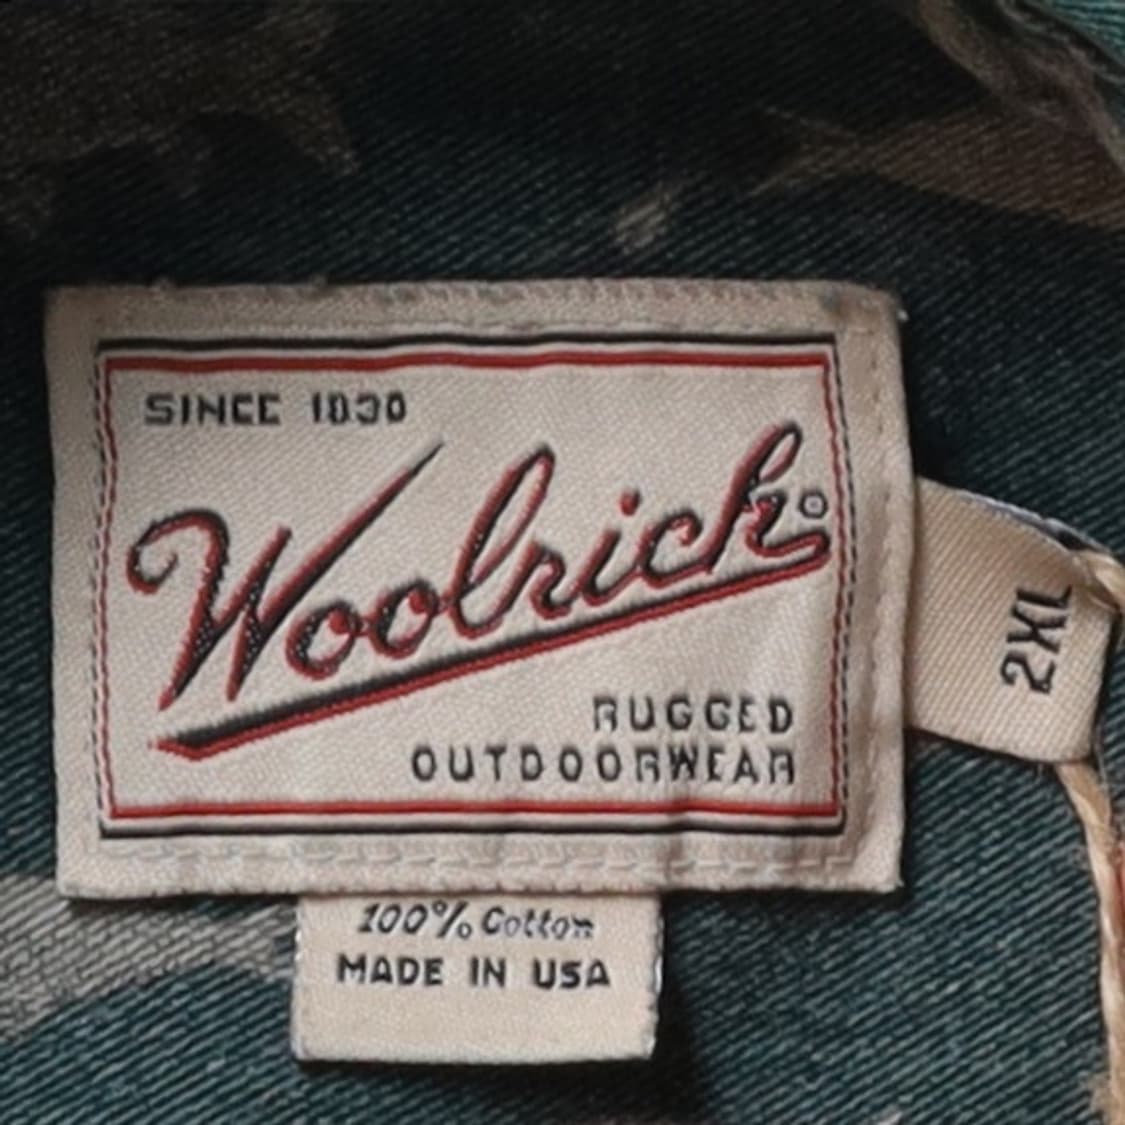 SINCE 1830
Woolrich®
RUGGED
OUTDOORWEAR
2XL
100% Cotton
MADE IN USA